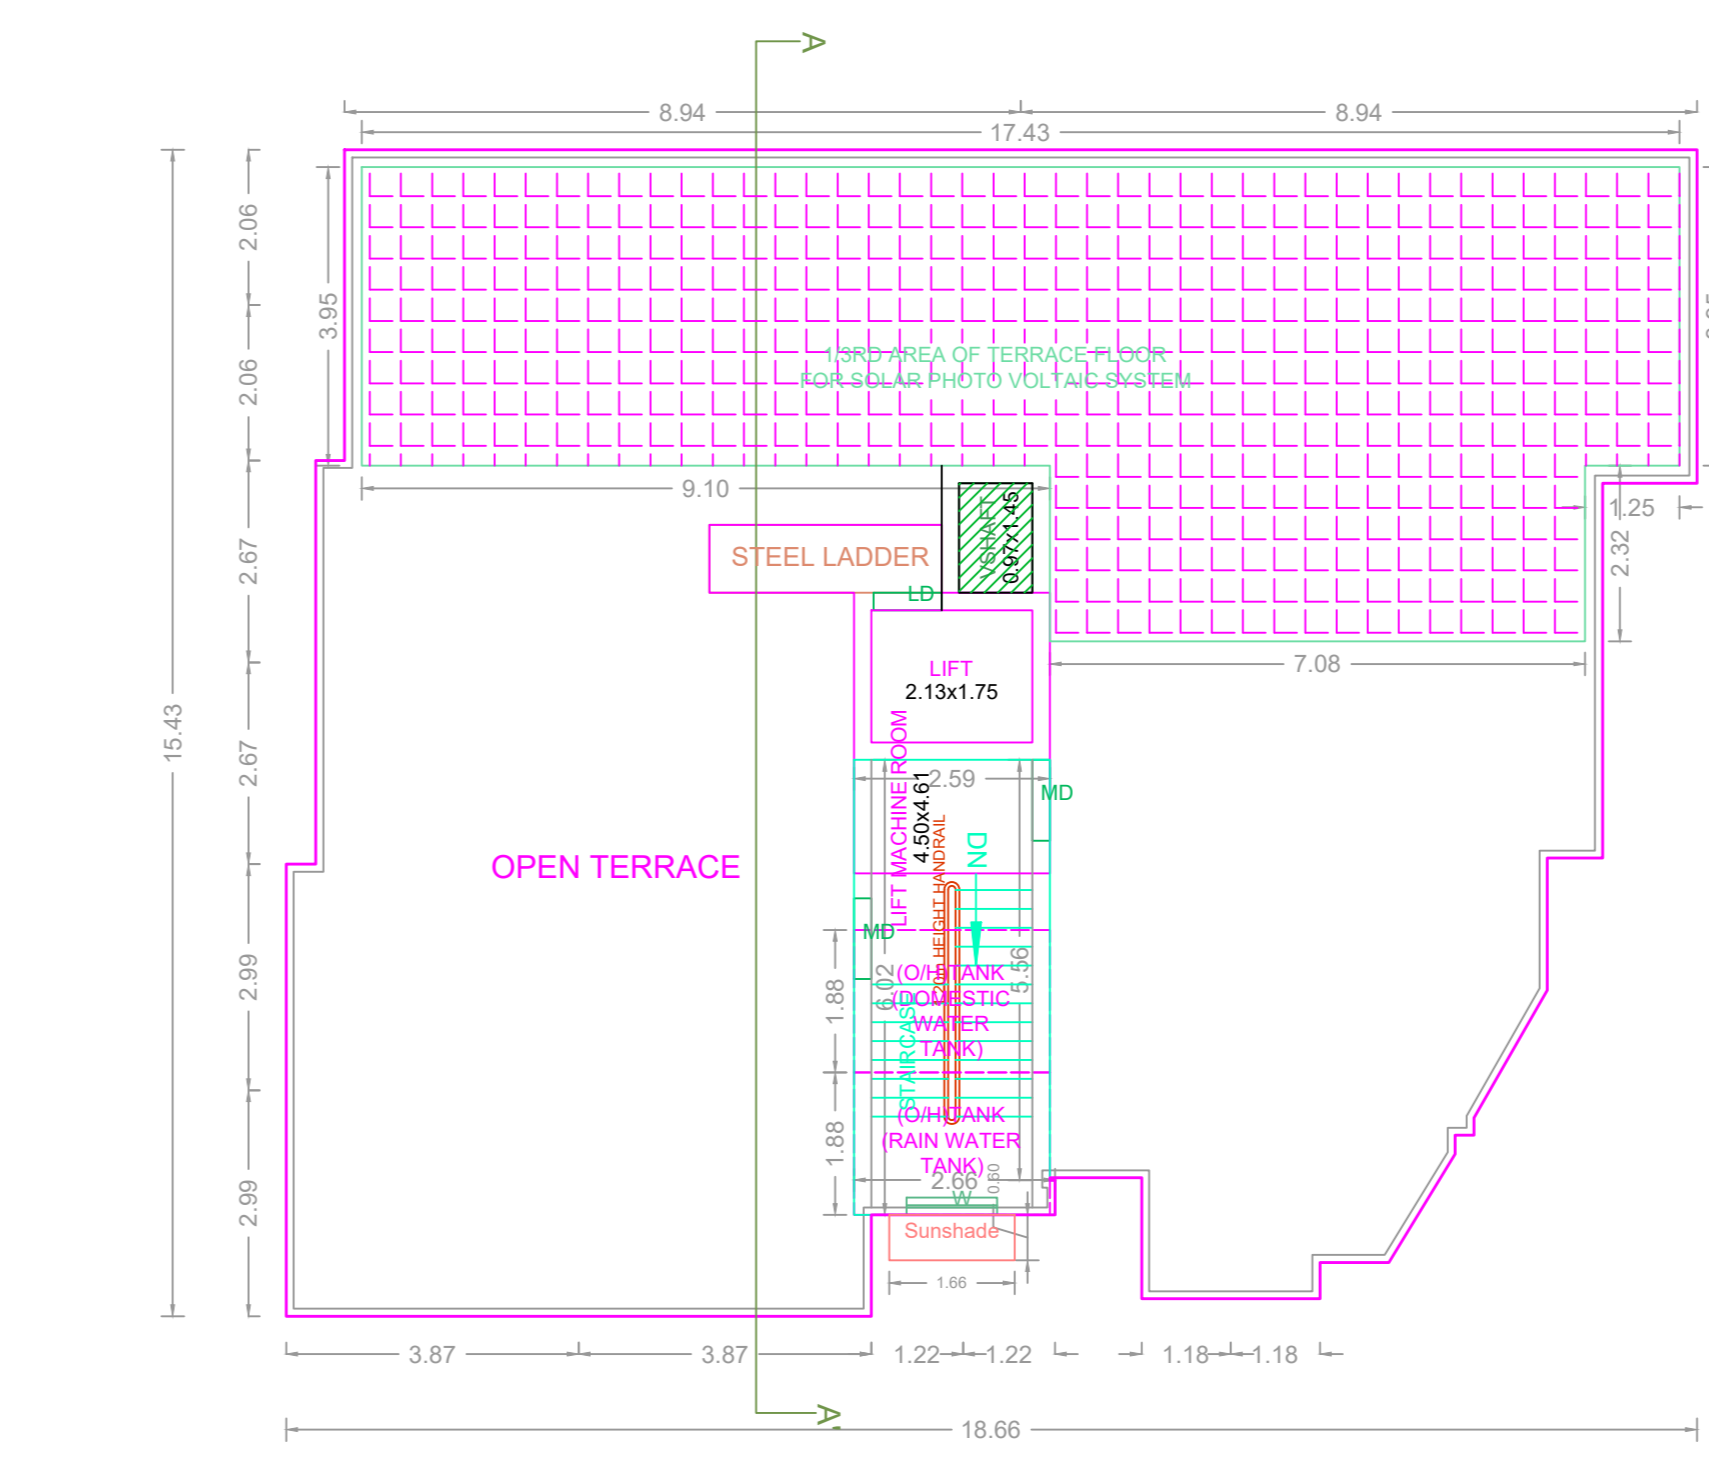 A
8.94
8.94
17.43
15.43
2.06
2.06
2.67
2.67
2.99
2.99
3.95
1/3RD AREA OF TERRACE FLOOR
FOR SOLAR PHOTO VOLTAIC SYSTEM
9.10
1.25
2.32
7.08
STEEL LADDER
VSHAFT
0.97x1.45
LD
LIFT
2.13x1.75
LIFT MACHINE ROOM
4.50x4.61
2.59
MD
DN
OPEN TERRACE
MD
HEIGHT HANDRAIL
6.02
5.56
1.88
1.88
(O/H)TANK
(DOMESTIC
WATER
TANK)
STAIRCASE
(O/H)TANK
(RAIN WATER
TANK)
2.66
0.60
W
Sunshade
1.66
3.87
3.87
1.22
1.22
1.18
1.18
A'
18.66